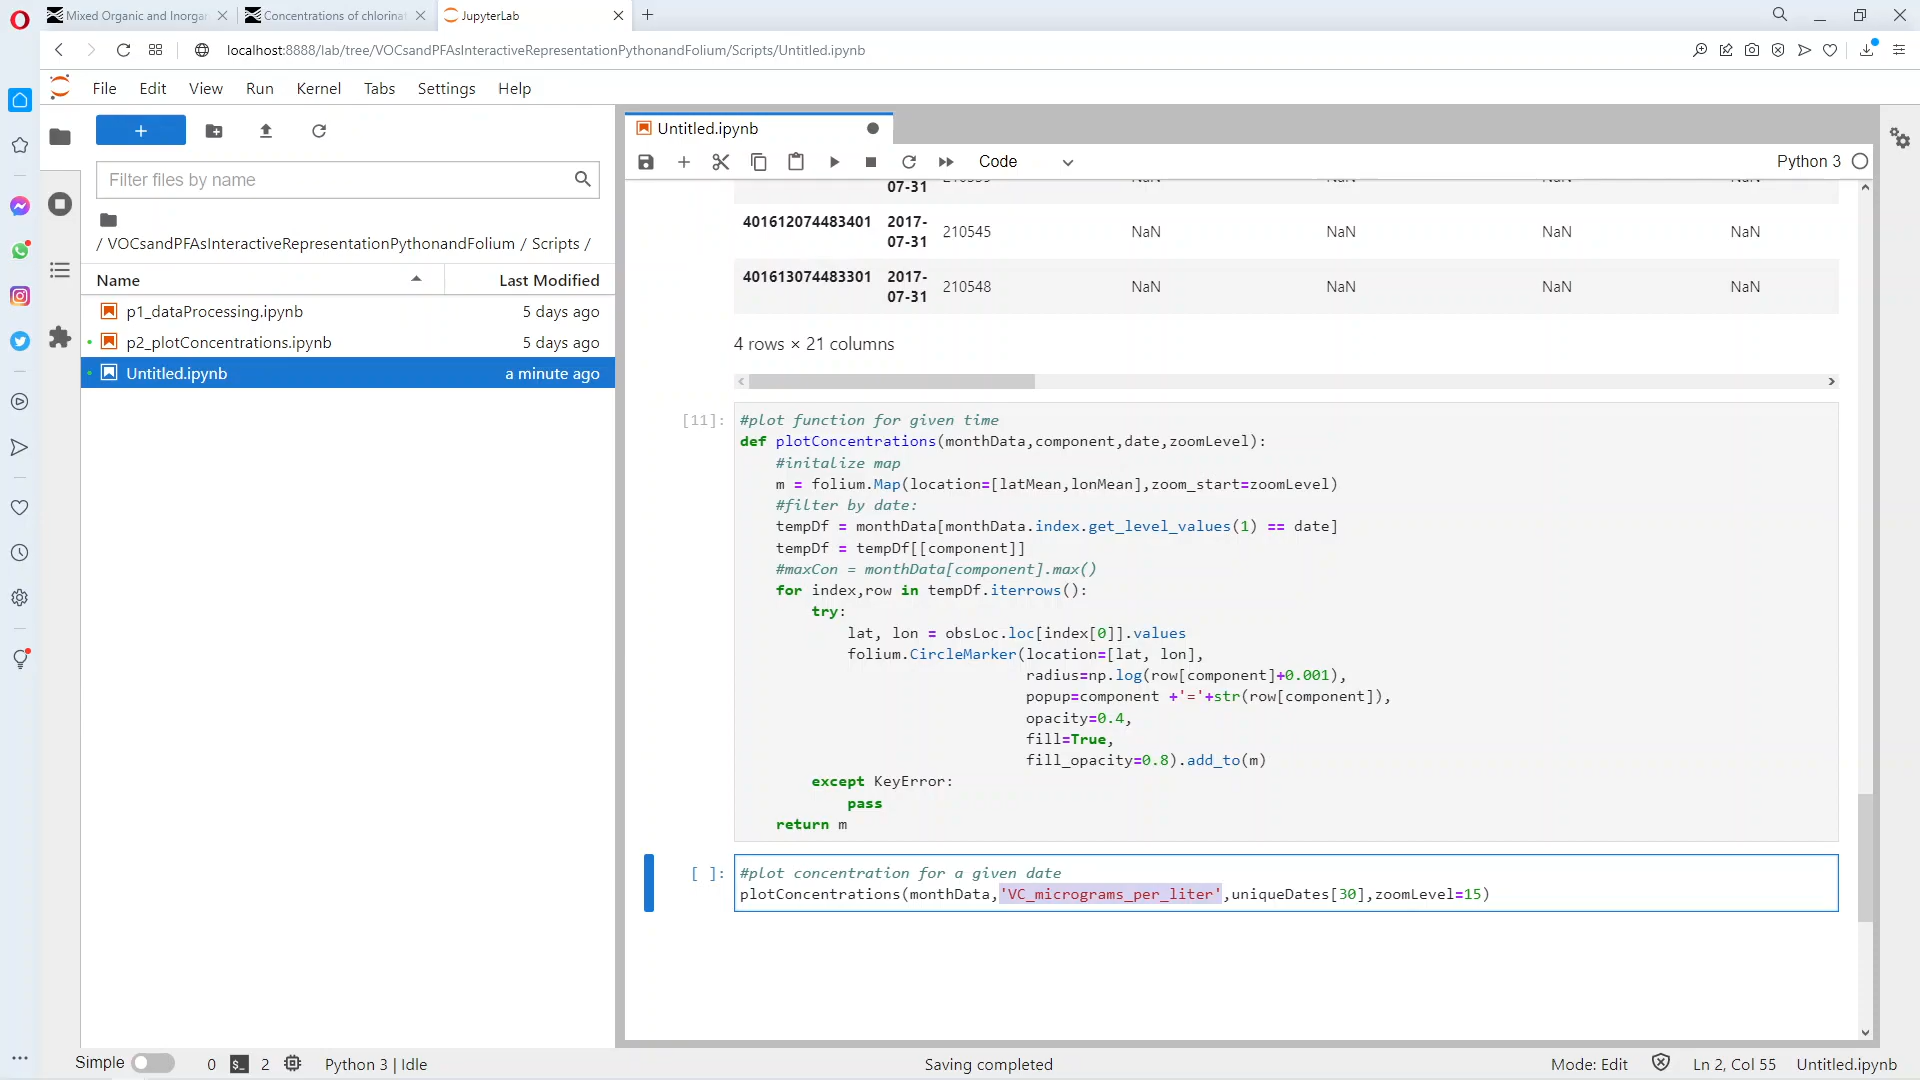 Mixed Organic and Inorga
Concentrations of chlorina
JupyterLab
localhost:8888/lab/tree/VOCsandPFAsInteractiveRepresentationPythonandFolium/Scripts/Untitled.ipynb
File Edit View Run Kernel Tabs Settings Help
Filter files by name
/ VOCsandPFAsInteractiveRepresentationPythonandFolium / Scripts /
Name Last Modified
p1_dataProcessing.ipynb 5 days ago
p2_plotConcentrations.ipynb 5 days ago
Untitled.ipynb a minute ago
Untitled.ipynb
Code
Python 3
07-31
401612074483401 2017-07-31 210545 NaN NaN NaN NaN
401613074483301 2017-07-31 210548 NaN NaN NaN NaN
4 rows × 21 columns
[11]:
#plot function for given time
def plotConcentrations(monthData,component,date,zoomLevel):
#initalize map
m = folium.Map(location=[latMean,lonMean],zoom_start=zoomLevel)
#filter by date:
tempDf = monthData[monthData.index.get_level_values(1) == date]
tempDf = tempDf[[component]]
#maxCon = monthData[component].max()
for index,row in tempDf.iterrows():
try:
lat, lon = obsLoc.loc[index[0]].values
folium.CircleMarker(location=[lat, lon],
radius=np.log(row[component]+0.001),
popup=component +'='+str(row[component]),
opacity=0.4,
fill=True,
fill_opacity=0.8).add_to(m)
except KeyError:
pass
return m
[ ]:
#plot concentration for a given date
plotConcentrations(monthData,'VC_micrograms_per_liter',uniqueDates[30],zoomLevel=15)
Simple 0 $_ 2 Python 3 | Idle Saving completed Mode: Edit Ln 2, Col 55 Untitled.ipynb